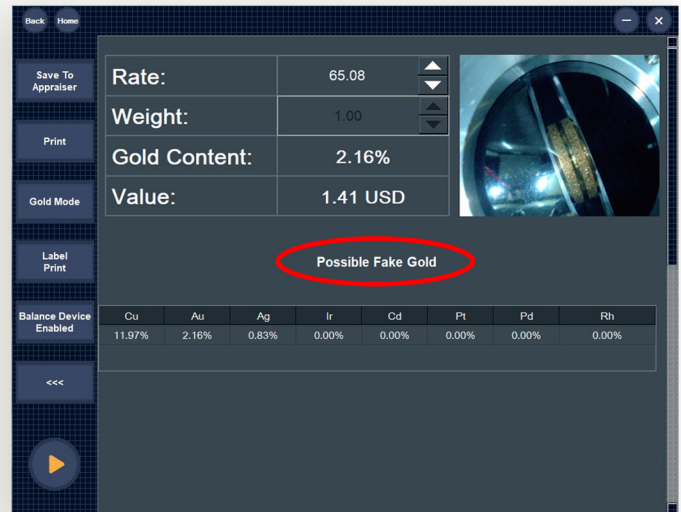 Back Home
Save To
Appraiser
Print
Gold Mode
Label
Print
Balance Device
Enabled
<<<
Rate: 65.08
Weight: 1.00
Gold Content: 2.16%
Value: 1.41 USD
Possible Fake Gold
Cu Au Ag Ir Cd Pt Pd Rh
11.97% 2.16% 0.83% 0.00% 0.00% 0.00% 0.00% 0.00%